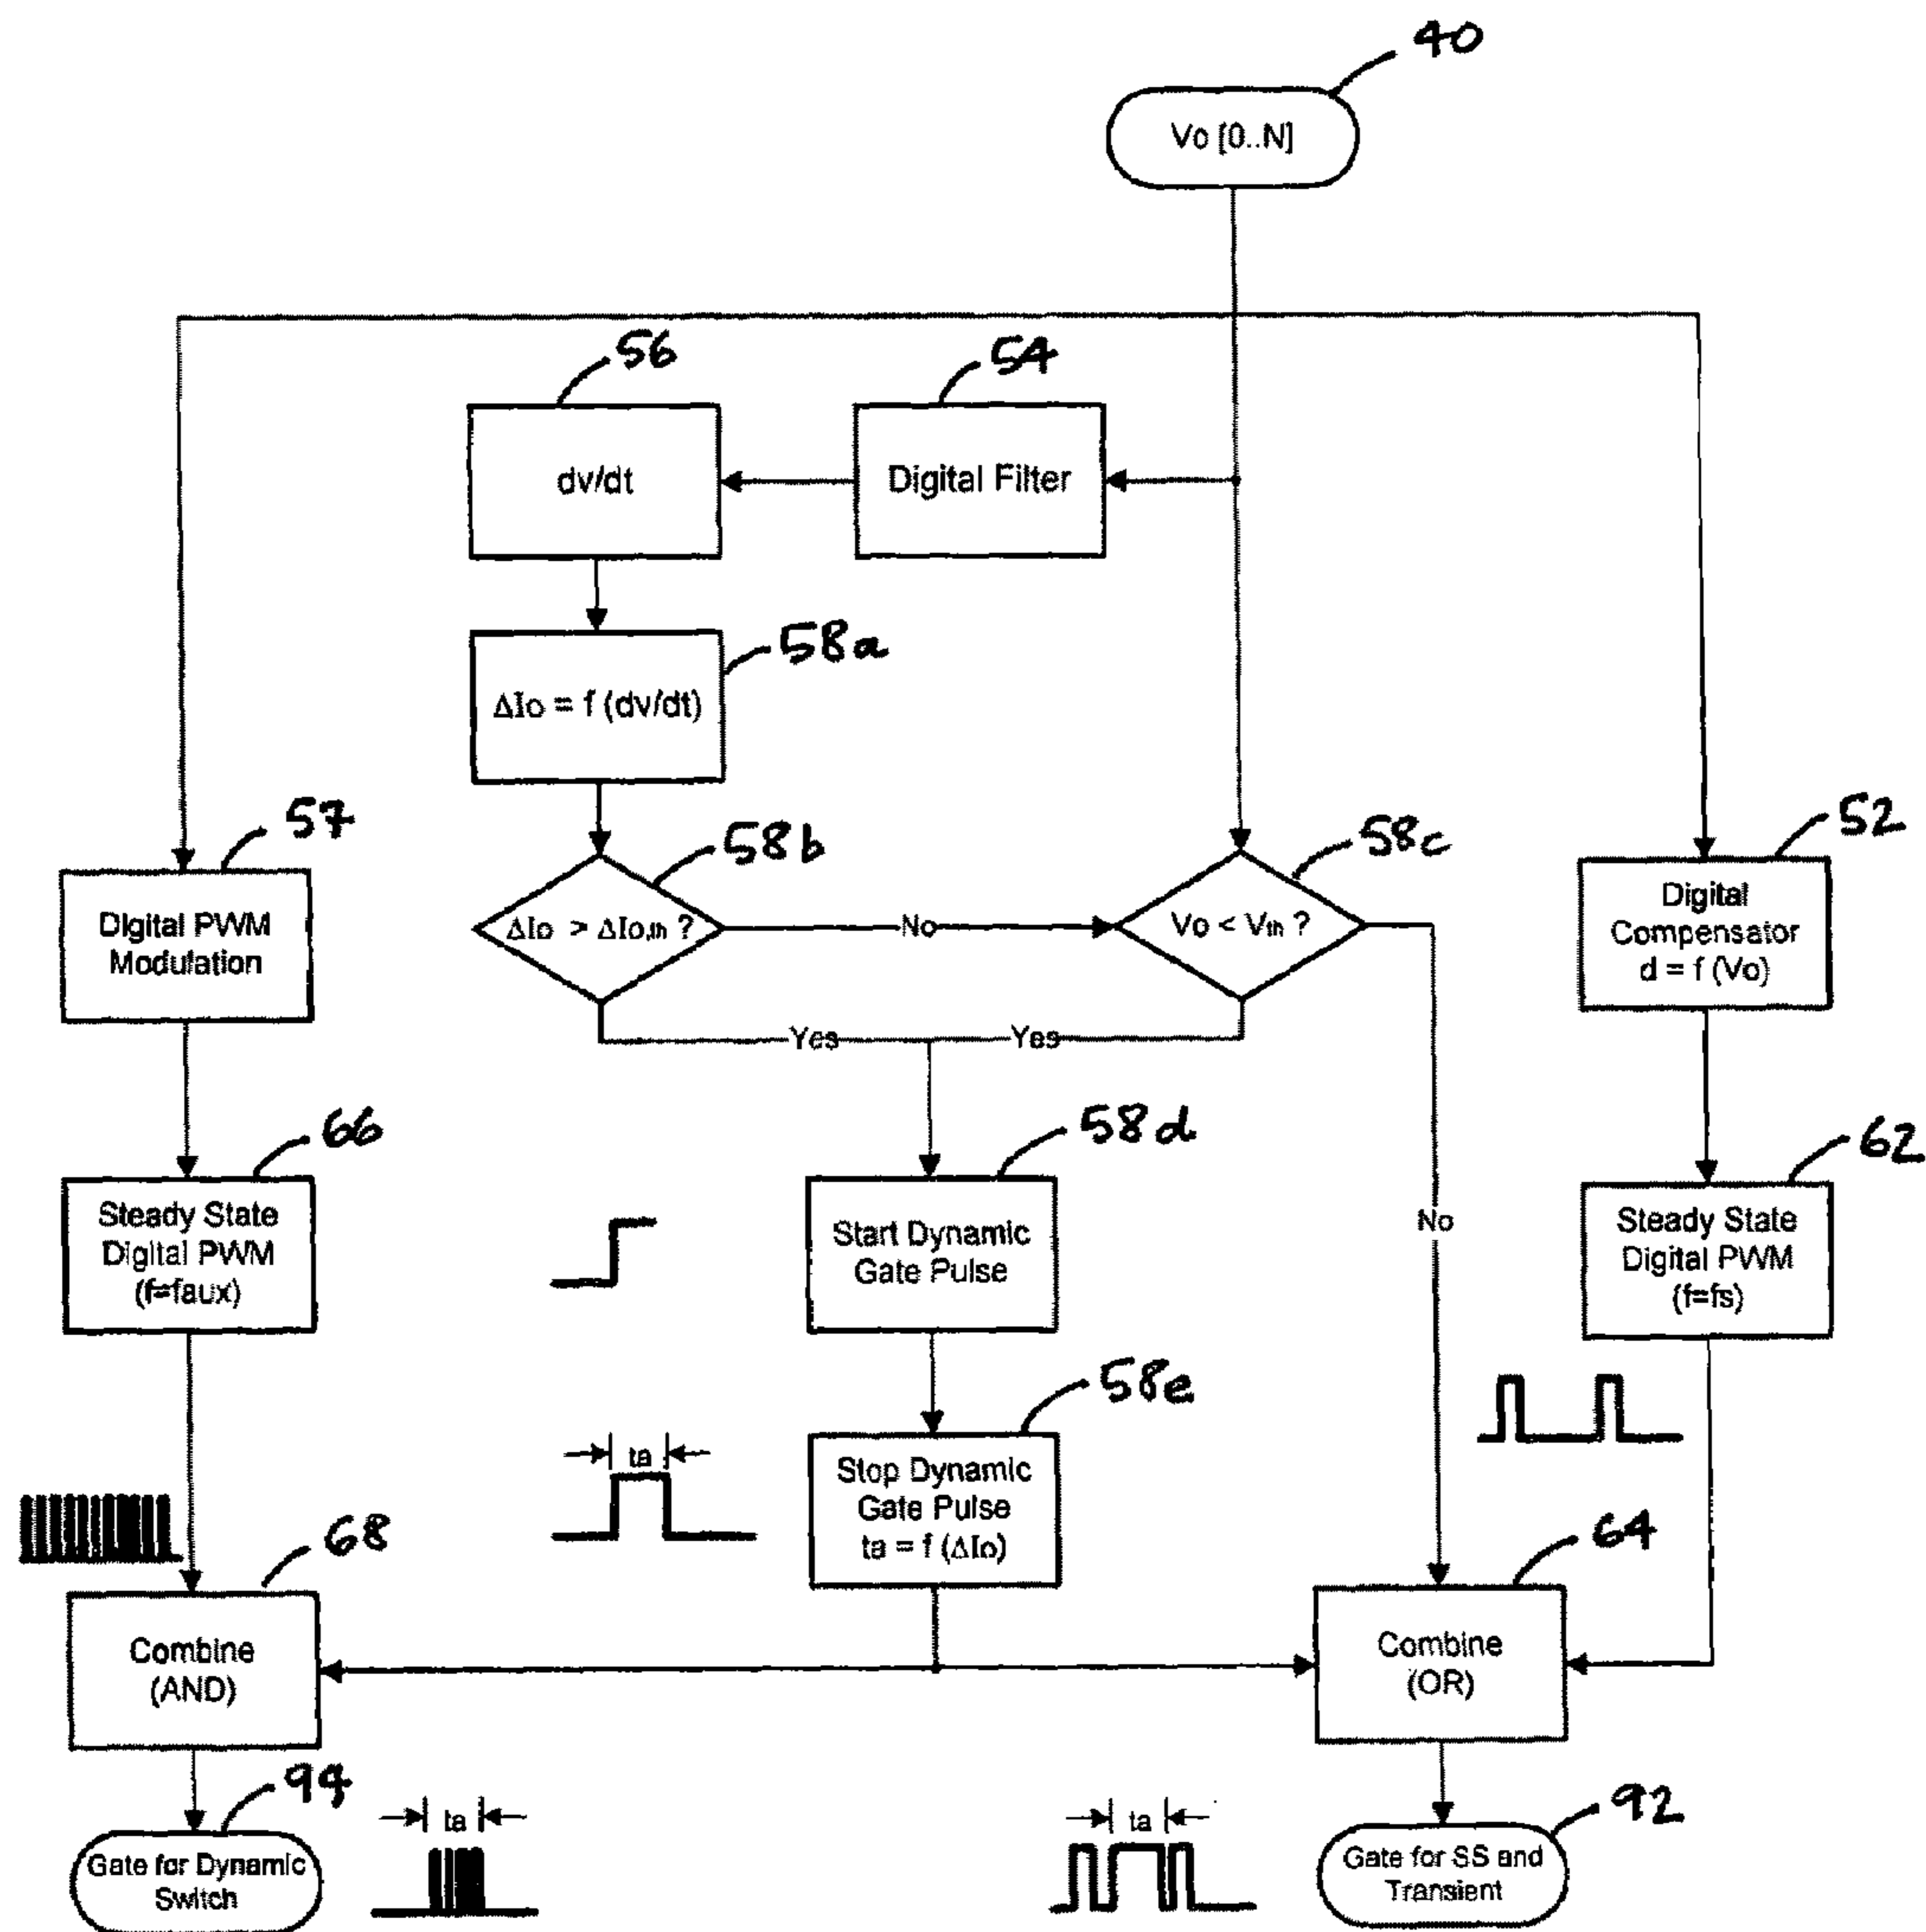 40
Vo [0..N]
56
54
dv/dt
Digital Filter
58a
ΔIo = f (dv/dt)
57
58b
58c
52
Digital PWM
Modulation
ΔIo > ΔIo,th ?
No
Vo < Vth ?
Digital
Compensator
d = f (Vo)
Yes
Yes
66
58d
62
Steady State
Digital PWM
(f=faux)
Start Dynamic
Gate Pulse
No
Steady State
Digital PWM
(f=fs)
58e
ta
Stop Dynamic
Gate Pulse
ta = f (ΔIo)
68
64
Combine
(AND)
Combine
(OR)
94
ta
ta
92
Gate for Dynamic
Switch
Gate for SS and
Transient